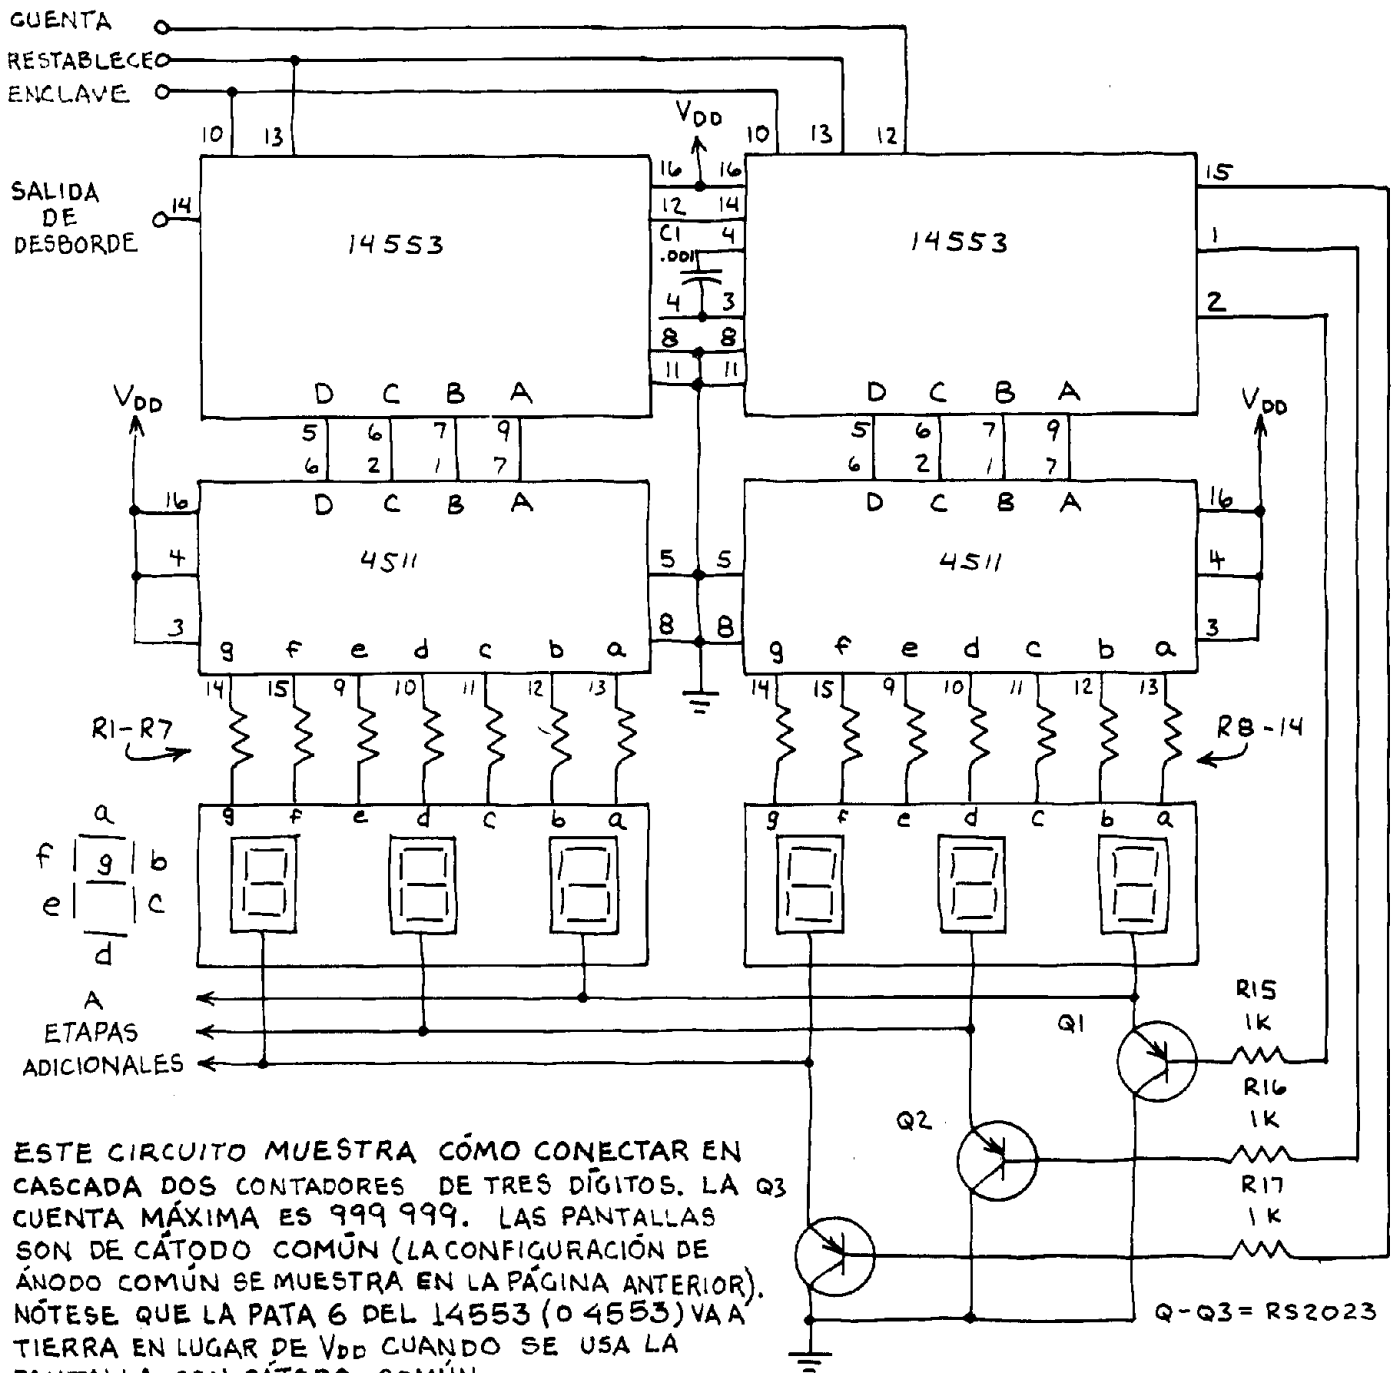 CUENTA
RESTABLECE
ENCLAVE
10 13
VDD
10 13 12
SALIDA
DE
DESBORDE
14
14553
16 16
12 14
C1
.001
4
4 3
8 8
11 11
14553
15
1
2
D C B A
5 6 7 9
6 2 1 7
D C B A
D C B A
5 6 7 9
6 2 1 7
D C B A
VDD
16
4
3
4511
5 5
8 8
4511
VDD
16
4
3
g f e d c b a
14 15 9 10 11 12 13
g f e d c b a
14 15 9 10 11 12 13
R1-R7
R8-14
g f e d c b a
g f e d c b a
a
f g b
e c
d
A
ETAPAS
ADICIONALES
Q1
R15
1K
Q2
R16
1K
Q3
R17
1K
ESTE CIRCUITO MUESTRA CÓMO CONECTAR EN
CASCADA DOS CONTADORES DE TRES DÍGITOS. LA
CUENTA MÁXIMA ES 999 999. LAS PANTALLAS
SON DE CÁTODO COMÚN (LA CONFIGURACIÓN DE
ÁNODO COMÚN SE MUESTRA EN LA PÁGINA ANTERIOR).
NÓTESE QUE LA PATA 6 DEL 14553 (O 4553) VA A
TIERRA EN LUGAR DE VDD CUANDO SE USA LA
PANTALLA CON CÁTODO COMÚN
Q-Q3 = RS2023